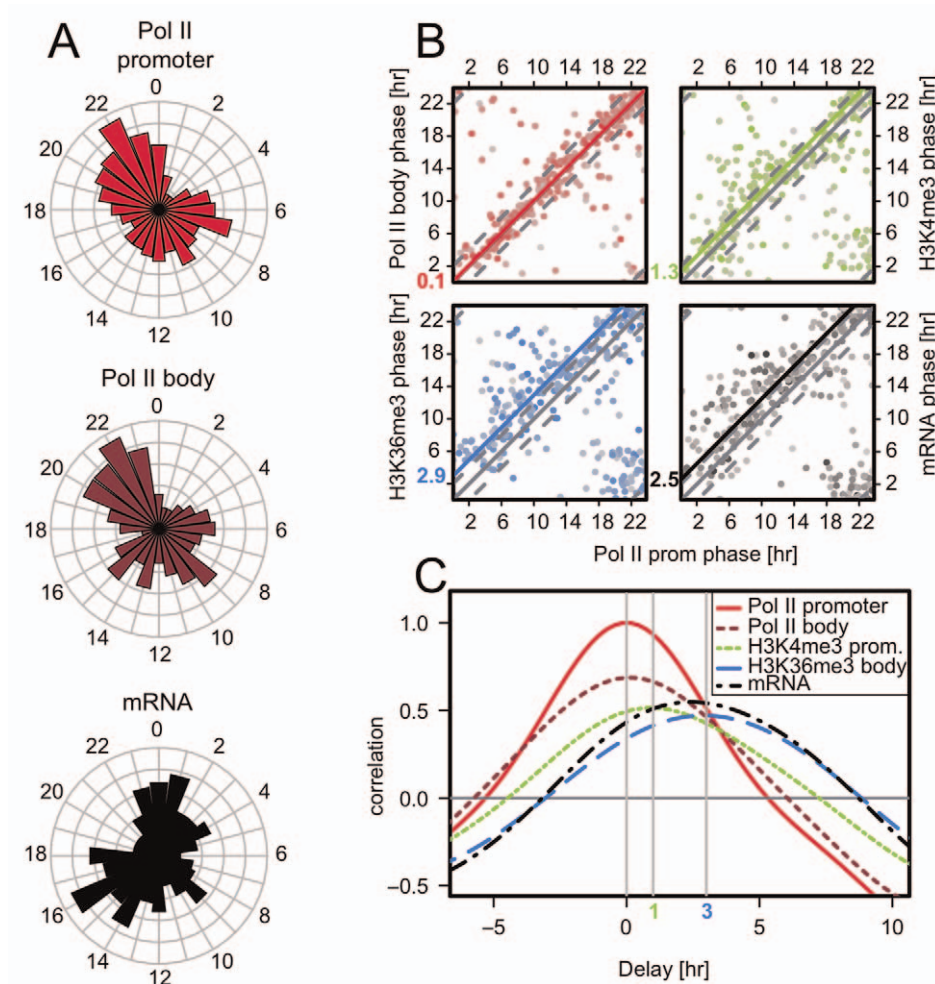 A
Pol II
promoter
0
22 2
20 4
18 6
16 8
14 10
12
Pol II body
0
22 2
20 4
18 6
16 8
14 10
12
mRNA
0
22 2
20 4
18 6
16 8
14 10
12
B
2 6 10 14 18 22
2 6 10 14 18 22
Pol II body phase [hr]
22
18
14
10
6
2
0.1
1.3
22
18
14
10
6
2
H3K4me3 phase [hr]
H3K36me3 phase [hr]
22
18
14
10
6
2
2.9
2.5
22
18
14
10
6
2
mRNA phase [hr]
2 6 10 14 18 22
2 6 10 14 18 22
Pol II prom phase [hr]
C
Pol II promoter
Pol II body
H3K4me3 prom.
H3K36me3 body
mRNA
correlation
1.0
0.5
0.0
−0.5
−5 0 1 3 5 10
Delay [hr]